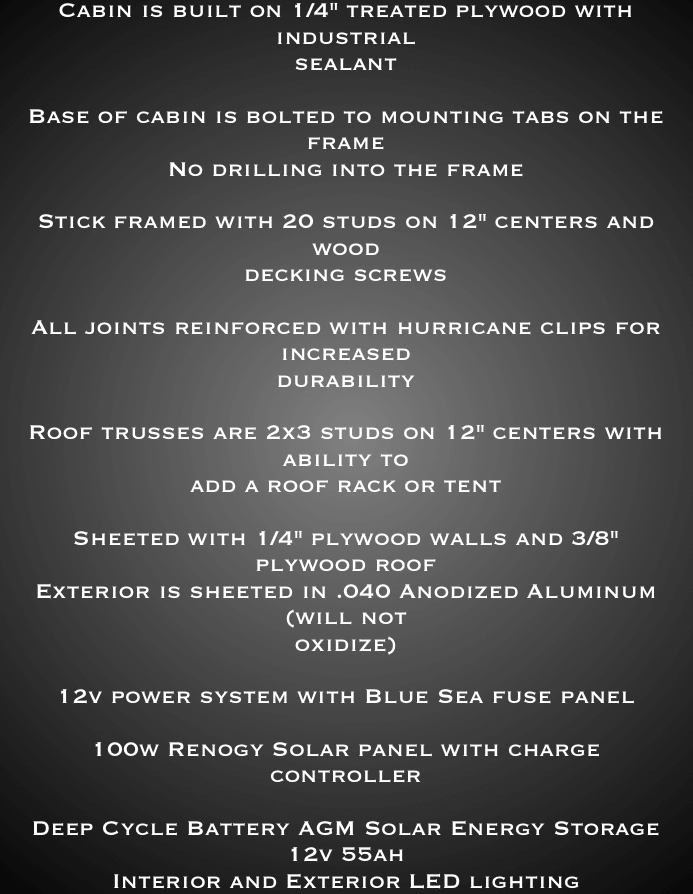 Cabin is built on 1/4" treated plywood with
industrial
sealant
Base of cabin is bolted to mounting tabs on the
frame
No drilling into the frame
Stick framed with 20 studs on 12" centers and
wood
decking screws
All joints reinforced with hurricane clips for
increased
durability
Roof trusses are 2x3 studs on 12" centers with
ability to
add a roof rack or tent
Sheeted with 1/4" plywood walls and 3/8"
plywood roof
Exterior is sheeted in .040 Anodized Aluminum
(will not
oxidize)
12v power system with Blue Sea fuse panel
100w Renogy Solar panel with charge
controller
Deep Cycle Battery AGM Solar Energy Storage
12v 55ah
Interior and Exterior LED lighting